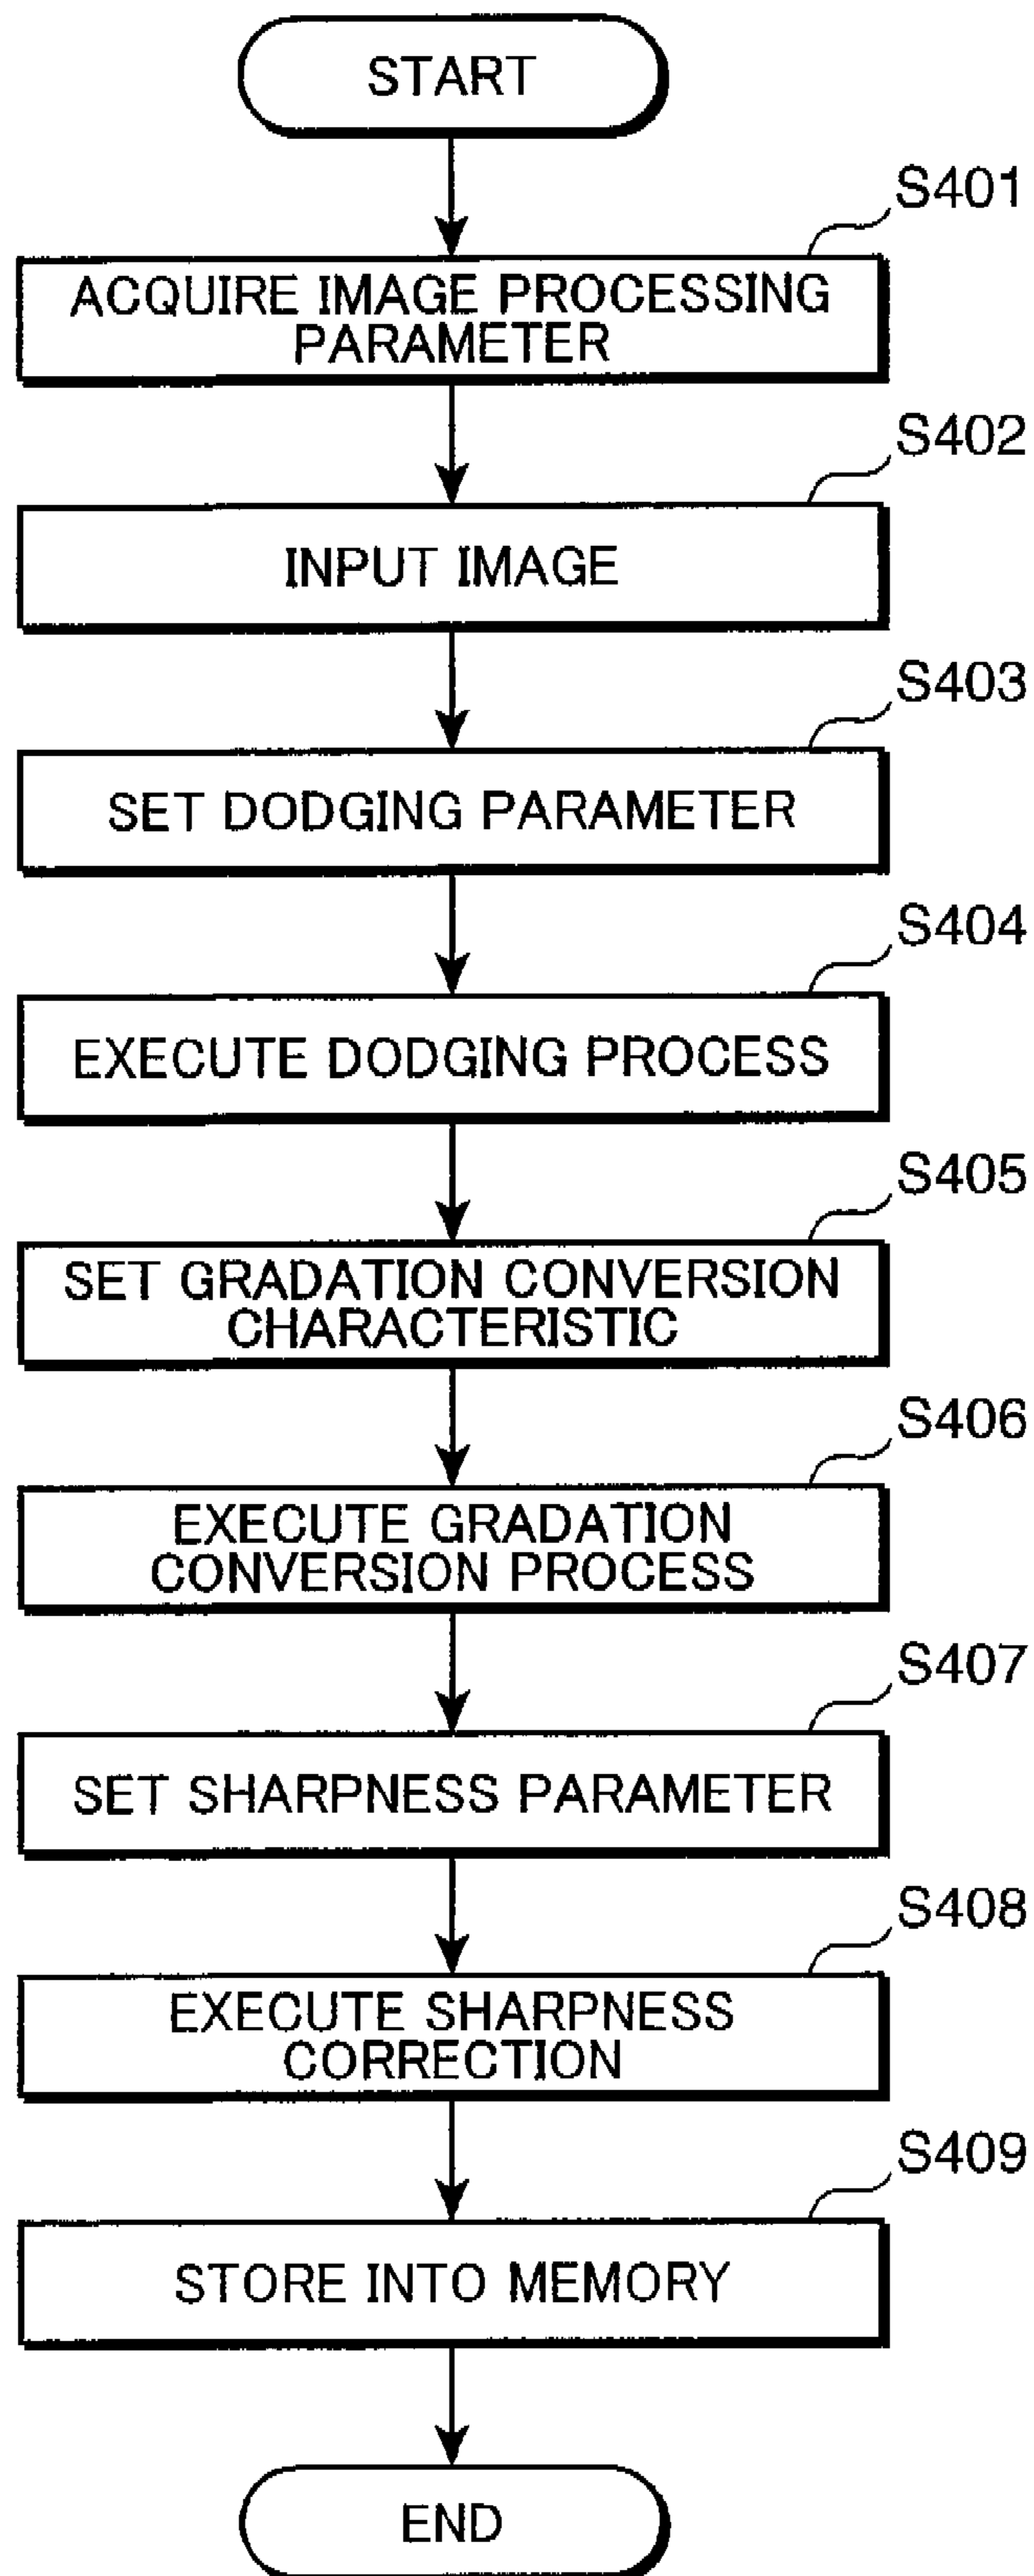 START
S401
ACQUIRE IMAGE PROCESSING
PARAMETER
S402
INPUT IMAGE
S403
SET DODGING PARAMETER
S404
EXECUTE DODGING PROCESS
S405
SET GRADATION CONVERSION
CHARACTERISTIC
S406
EXECUTE GRADATION
CONVERSION PROCESS
S407
SET SHARPNESS PARAMETER
S408
EXECUTE SHARPNESS
CORRECTION
S409
STORE INTO MEMORY
END